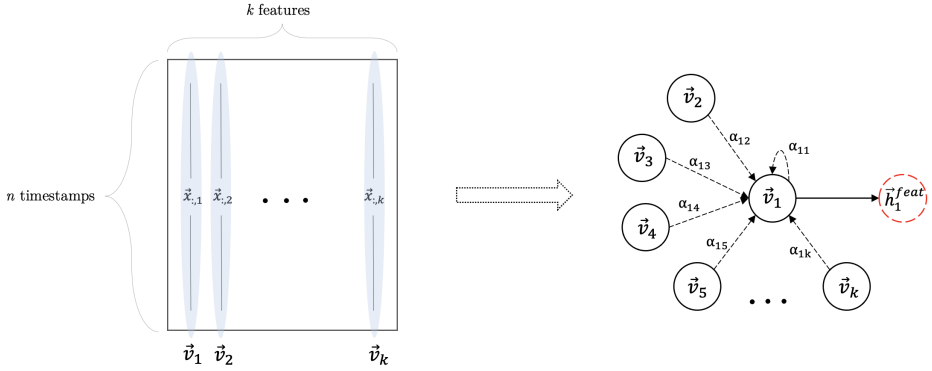 k features
n timestamps
x⃗:,1 x⃗:,2 • • • x⃗:,k
v⃗1 v⃗2 v⃗k
v⃗2
α12
α11
v⃗3
α13
v⃗1
h⃗1feat
α14
v⃗4
α15
α1k
v⃗5
• • •
v⃗k